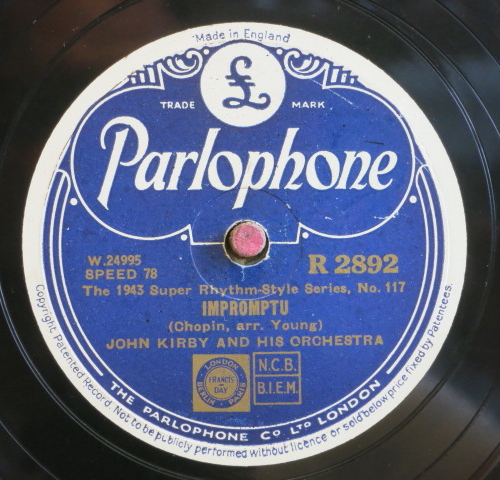 Made in England
£
TRADE MARK
Parlophone
W.24995
SPEED 78
R 2892
The 1943 Super Rhythm-Style Series, No. 117
IMPROMPTU
(Chopin, arr. Young)
JOHN KIRBY AND HIS ORCHESTRA
LONDON
FRANCIS
DAY
BERLIN PARIS
N.C.B.
B.I.E.M.
THE PARLOPHONE CO LTD LONDON
Copyright. Patented Record. Not to be publicly performed without licence or sold below price fixed by Patentees.